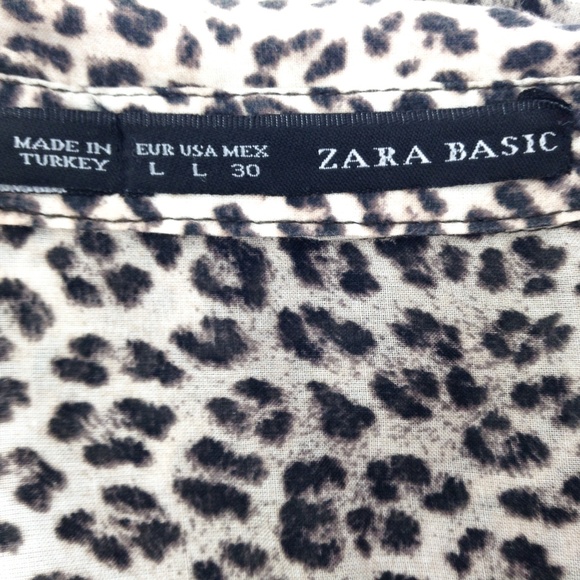 MADE IN
TURKEY
EUR USA MEX
L L 30
ZARA BASIC